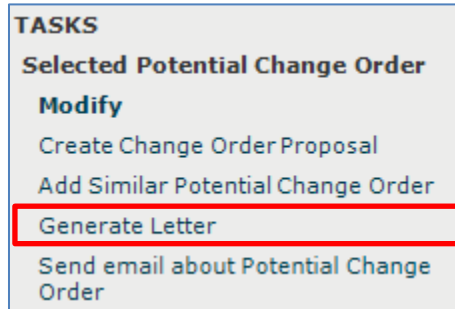 TASKS
Selected Potential Change Order
Modify
Create Change Order Proposal
Add Similar Potential Change Order
Generate Letter
Send email about Potential Change
Order